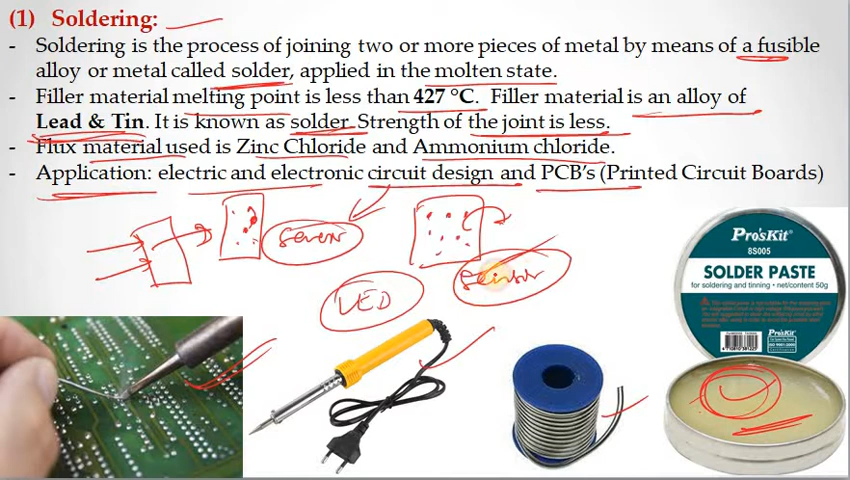 (1) Soldering:
- Soldering is the process of joining two or more pieces of metal by means of a fusible
alloy or metal called solder, applied in the molten state.
- Filler material melting point is less than 427 °C. Filler material is an alloy of
Lead & Tin. It is known as solder. Strength of the joint is less.
- Flux material used is Zinc Chloride and Ammonium chloride.
- Application: electric and electronic circuit design and PCB's (Printed Circuit Boards)
LED
Pro'sKit
8S005
SOLDER PASTE
for soldering and tinning • net/content 50g
Pro'sKit